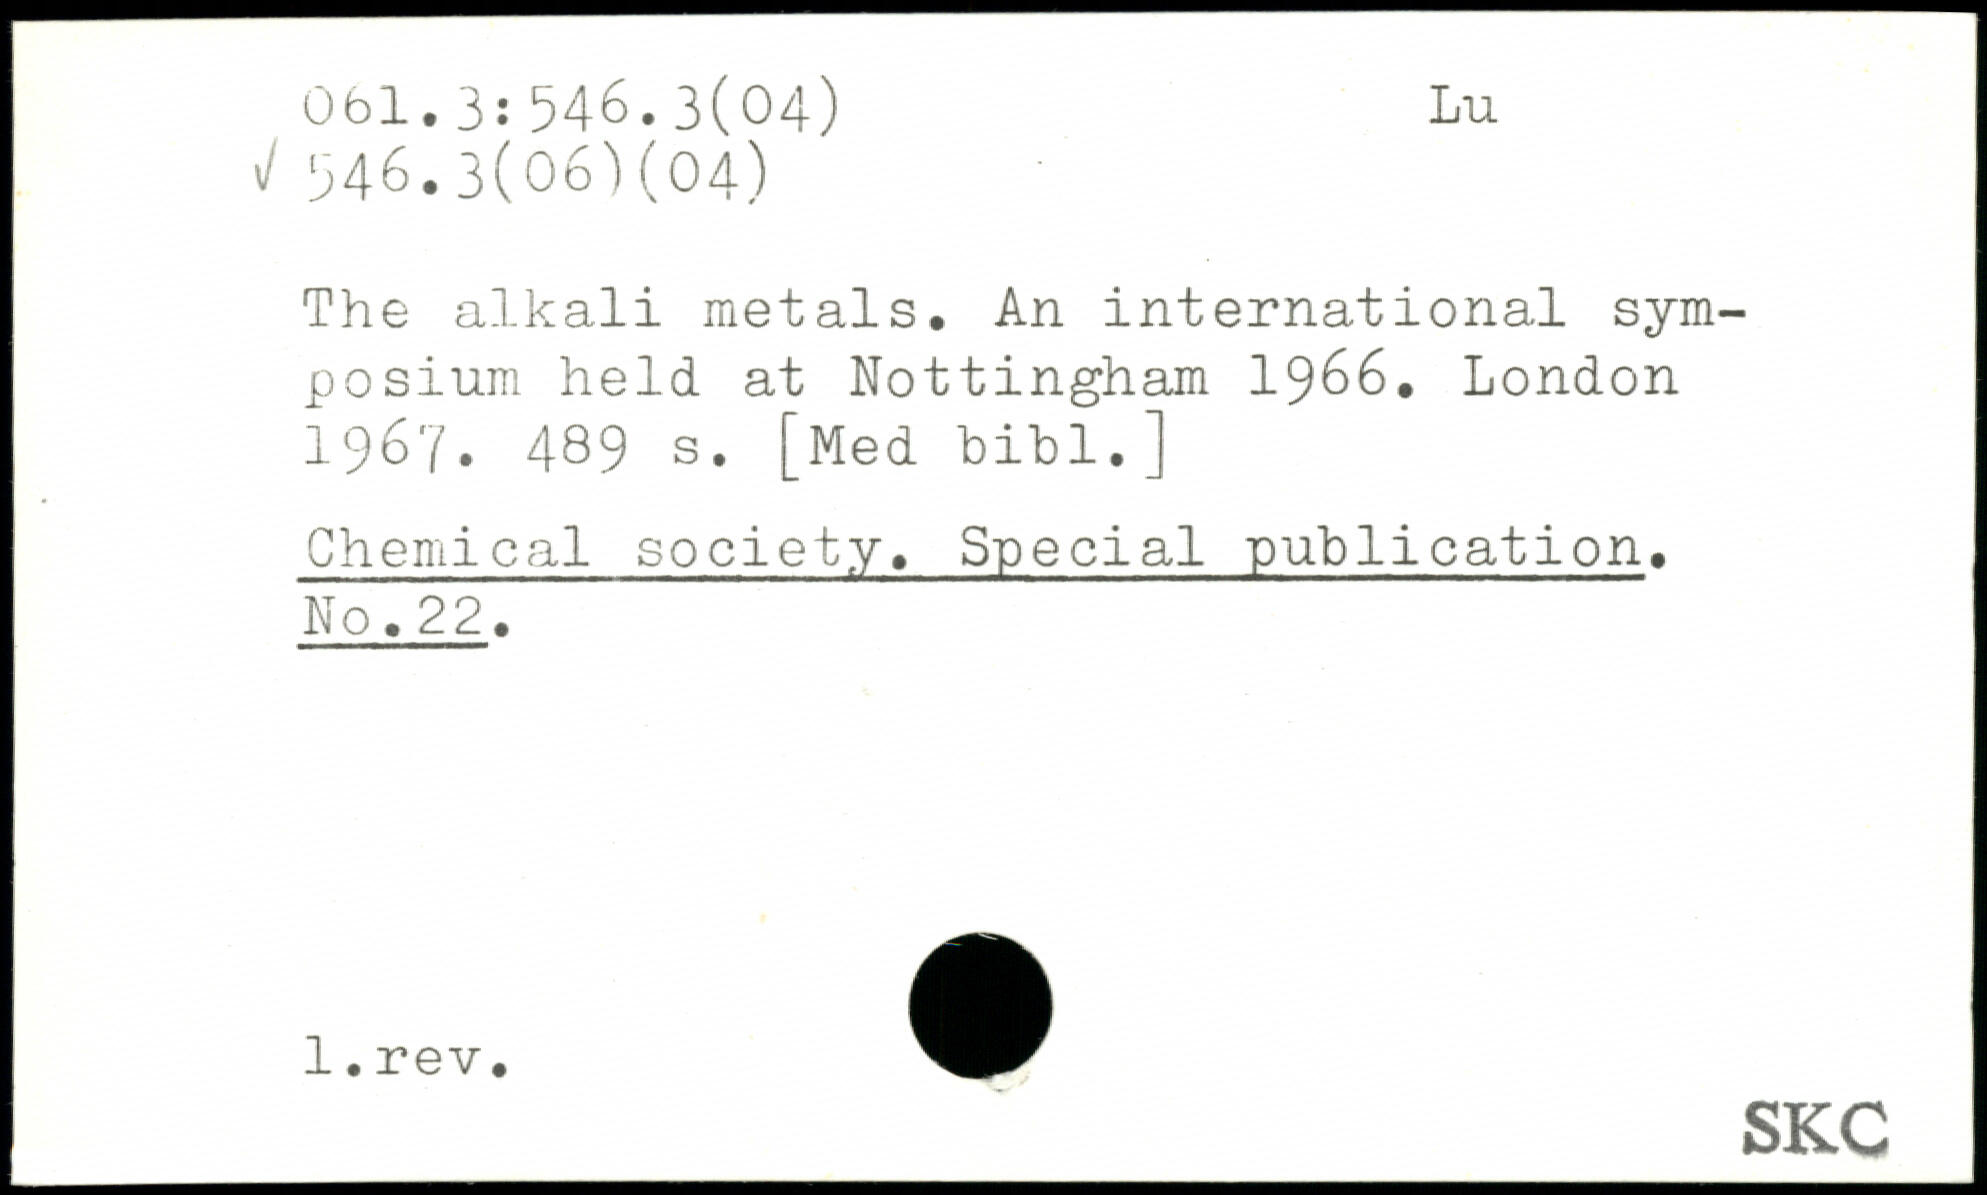 061.3:546.3(04) Lu
✓ 546.3(06)(04)
The alkali metals. An international sym-
posium held at Nottingham 1966. London
1967. 489 s. [Med bibl.]
Chemical society. Special publication.
No.22.
1.rev.
SKC